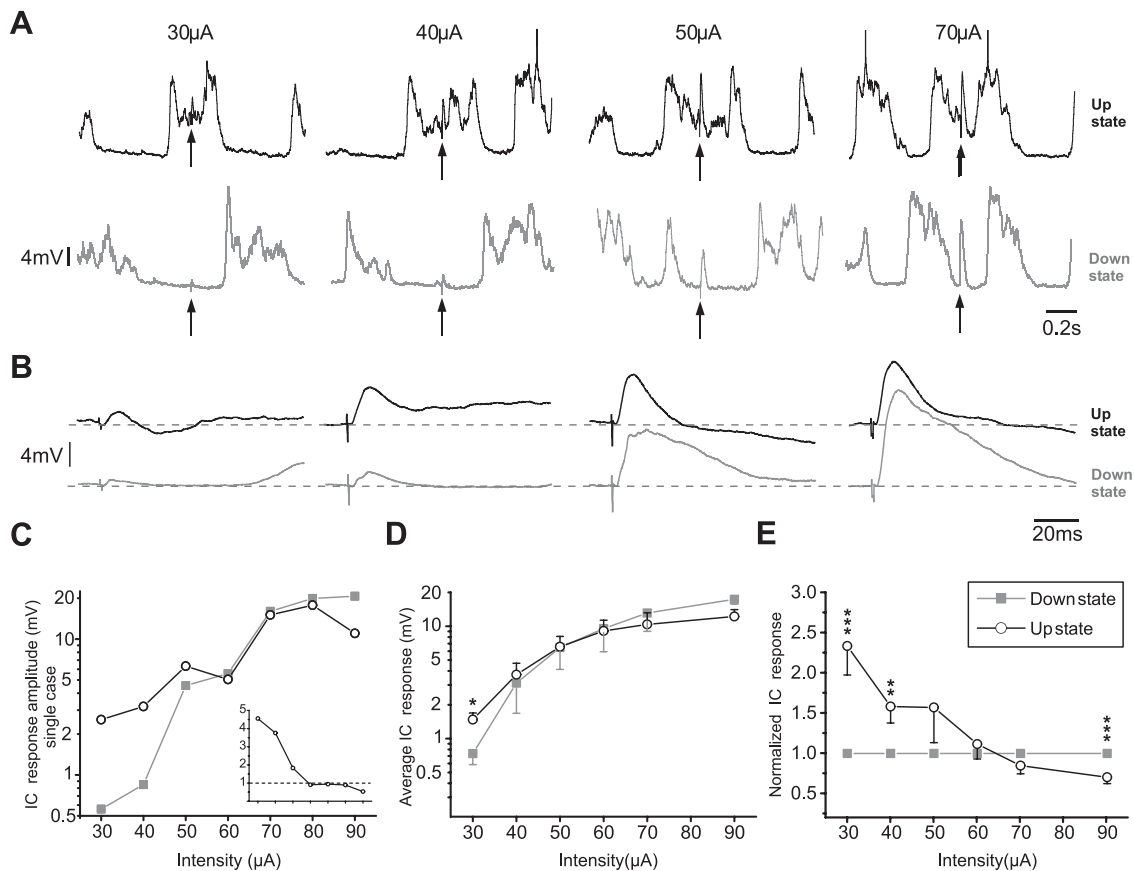 A
30µA
40µA
50µA
70µA
Up
state
4mV
Down
state
0.2s
B
Up
state
4mV
Down
state
20ms
C
D
E
IC response amplitude (mV)
single case
20
10
5
2
1
0.5
5
4
3
2
1
30
40
50
60
70
80
90
Intensity (µA)
Average IC response (mV)
20
10
5
2
1
0.5
*
30
40
50
60
70
80
90
Intensity(µA)
Normalized IC response
3.0
2.5
2.0
1.5
1.0
0.5
***
**
***
Down state
Up state
30
40
50
60
70
80
90
Intensity(µA)